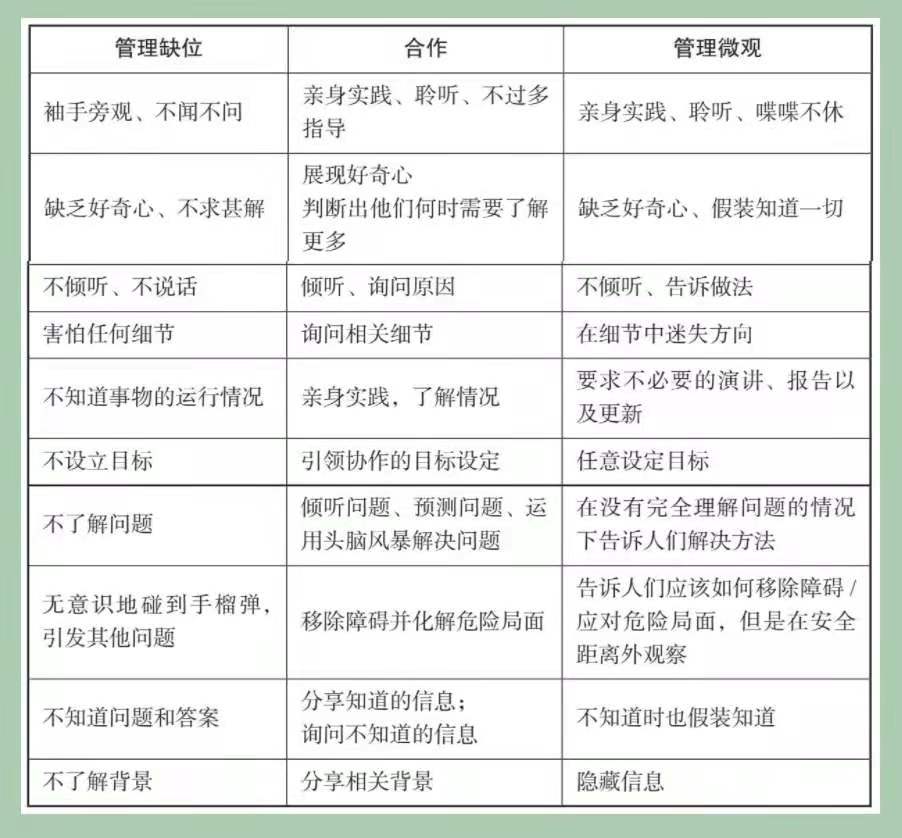 管理缺位 合作 管理微观
袖手旁观、不闻不问
亲身实践、聆听、不过多
指导
亲身实践、聆听、喋喋不休
缺乏好奇心、不求甚解
展现好奇心
判断出他们何时需要了解
更多
缺乏好奇心、假装知道一切
不倾听、不说话
倾听、询问原因
不倾听、告诉做法
害怕任何细节
询问相关细节
在细节中迷失方向
不知道事物的运行情况
亲身实践，了解情况
要求不必要的演讲、报告以
及更新
不设立目标
引领协作的目标设定
任意设定目标
不了解问题
倾听问题、预测问题、运
用头脑风暴解决问题
在没有完全理解问题的情况
下告诉人们解决方法
无意识地碰到手榴弹，
引发其他问题
移除障碍并化解危险局面
告诉人们应该如何移除障碍/
应对危险局面，但是在安全
距离外观察
不知道问题和答案
分享知道的信息；
询问不知道的信息
不知道时也假装知道
不了解背景
分享相关背景
隐藏信息